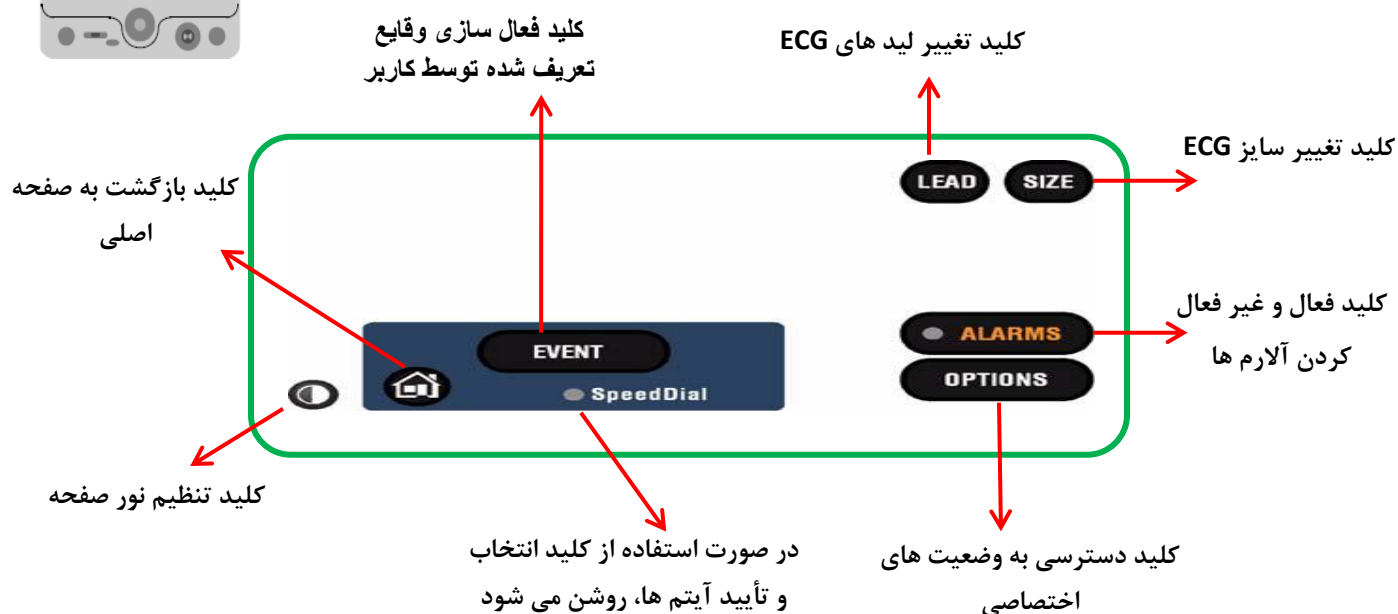 کلید فعال سازی وقایع
تعریف شده توسط کاربر
کلید تغییر لید های ECG
کلید تغییر سایز ECG
LEAD
SIZE
کلید بازگشت به صفحه
اصلی
کلید فعال و غیر فعال
کردن آلارم ها
ALARMS
EVENT
OPTIONS
SpeedDial
کلید تنظیم نور صفحه
در صورت استفاده از کلید انتخاب
و تأیید آیتم ها، روشن می شود
کلید دسترسی به وضعیت های
اختصاصی